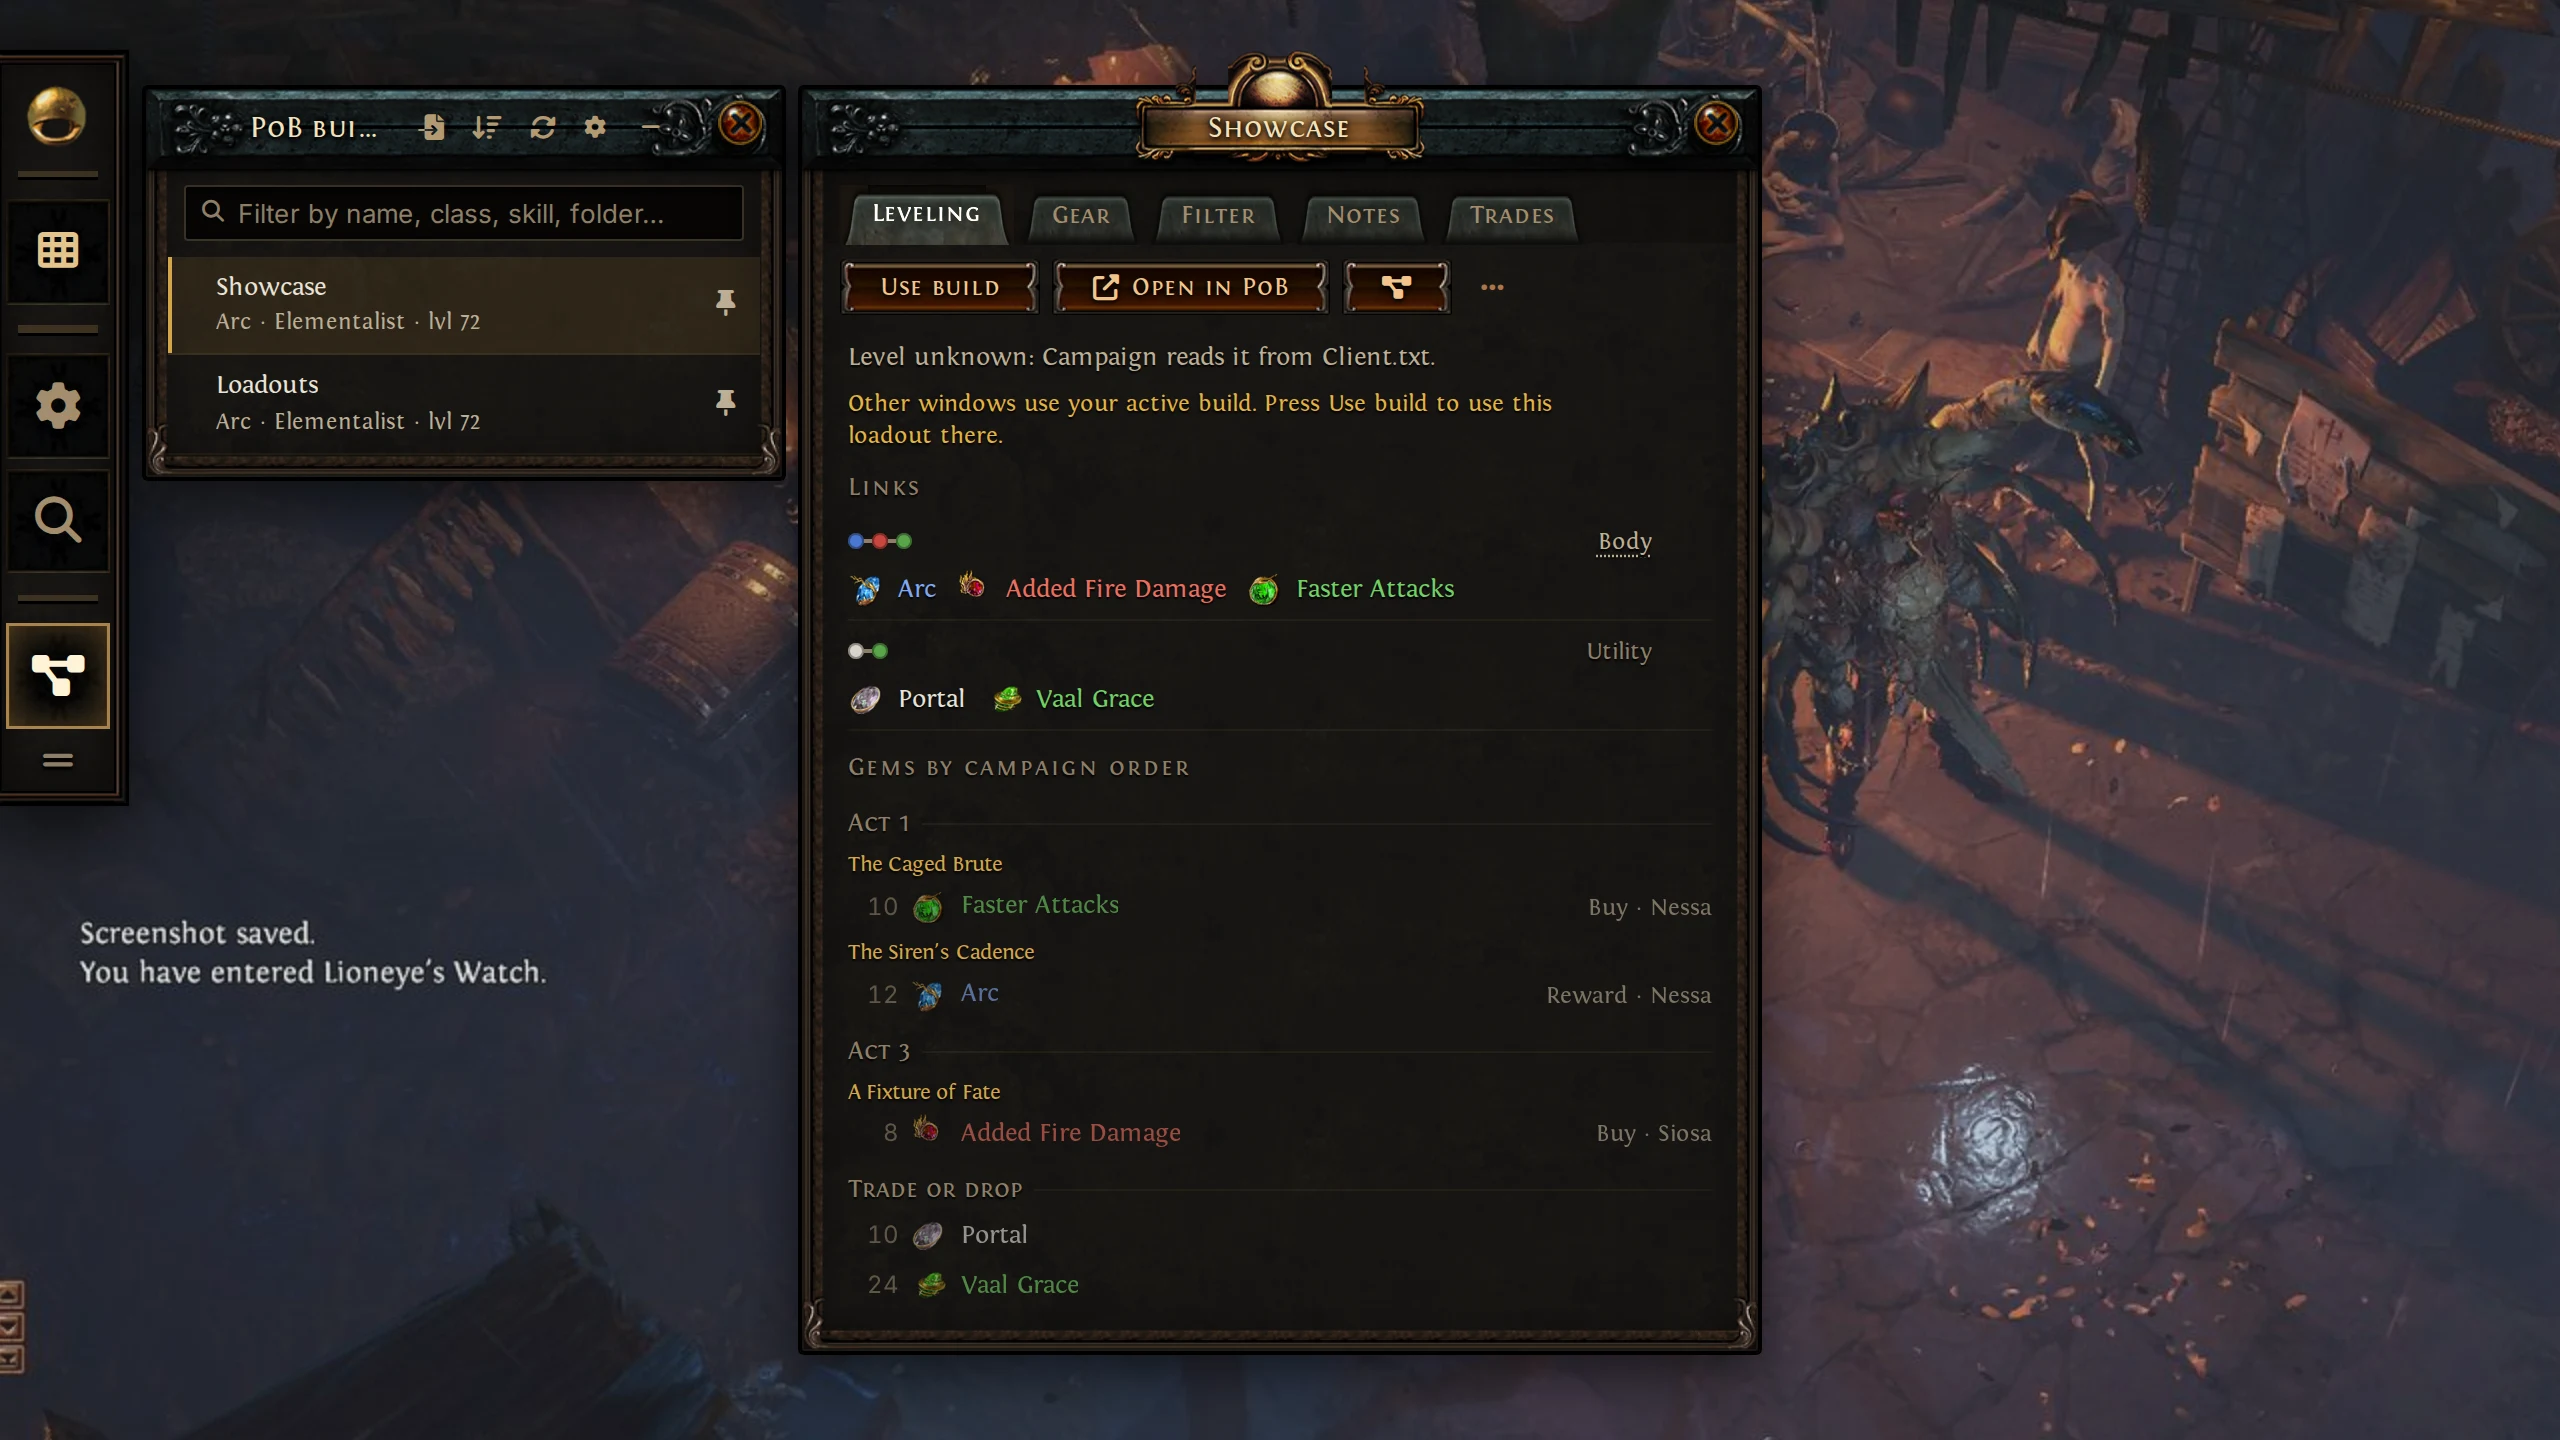 PoB bui...
Filter by name, class, skill, folder...
Showcase
Arc · Elementalist · lvl 72
Loadouts
Arc · Elementalist · lvl 72
Showcase
Leveling
Gear
Filter
Notes
Trades
Use build
Open in PoB
Level unknown: Campaign reads it from Client.txt.
Other windows use your active build. Press Use build to use this
loadout there.
Links
Body
Arc Added Fire Damage Faster Attacks
Utility
Portal Vaal Grace
Gems by campaign order
Act 1
The Caged Brute
10 Faster Attacks Buy · Nessa
The Siren's Cadence
12 Arc Reward · Nessa
Act 3
A Fixture of Fate
8 Added Fire Damage Buy · Siosa
Trade or drop
10 Portal
24 Vaal Grace
Screenshot saved.
You have entered Lioneye's Watch.